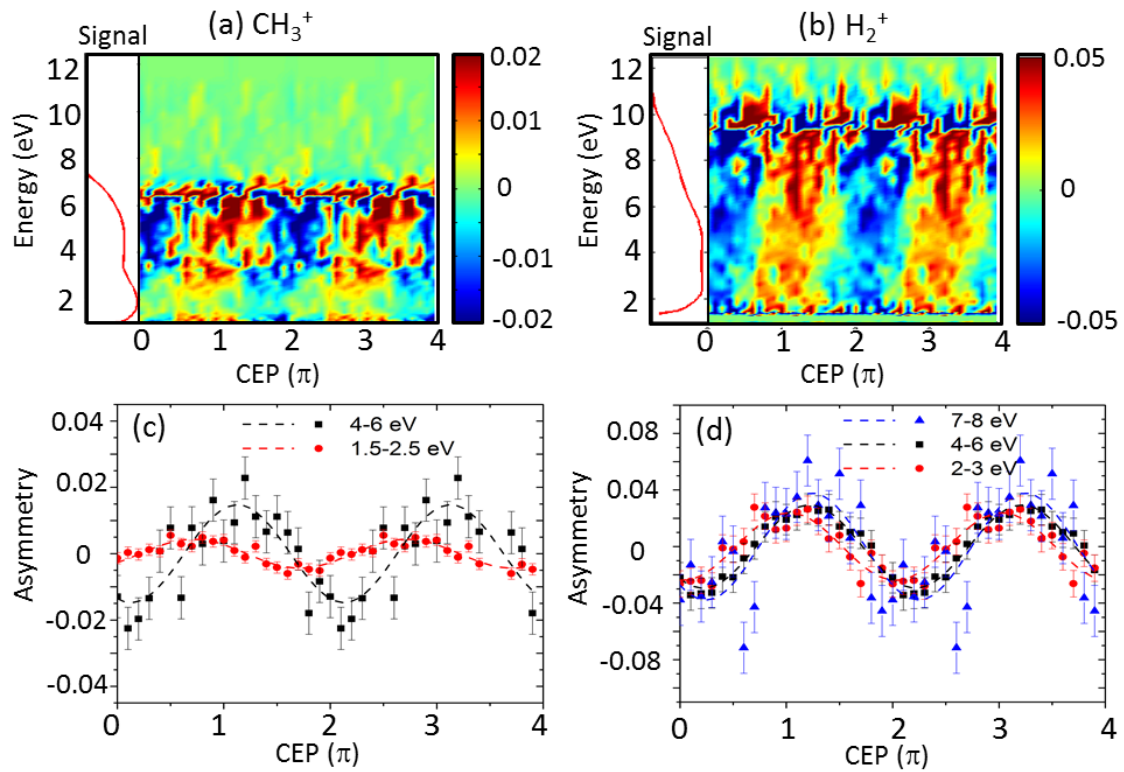 (a) CH3+
(b) H2+
Signal
Signal
12
10
8
6
4
2
Energy (eV)
0 1 2 3 4
CEP (π)
0.02
0.01
0
-0.01
-0.02
12
10
8
6
4
2
Energy (eV)
0 1 2 3 4
CEP (π)
0.05
0
-0.05
(c)
4-6 eV
1.5-2.5 eV
0.04
0.02
0
-0.02
-0.04
Asymmetry
0 1 2 3 4
CEP (π)
(d)
7-8 eV
4-6 eV
2-3 eV
0.08
0.04
0
-0.04
-0.08
Asymmetry
0 1 2 3 4
CEP (π)